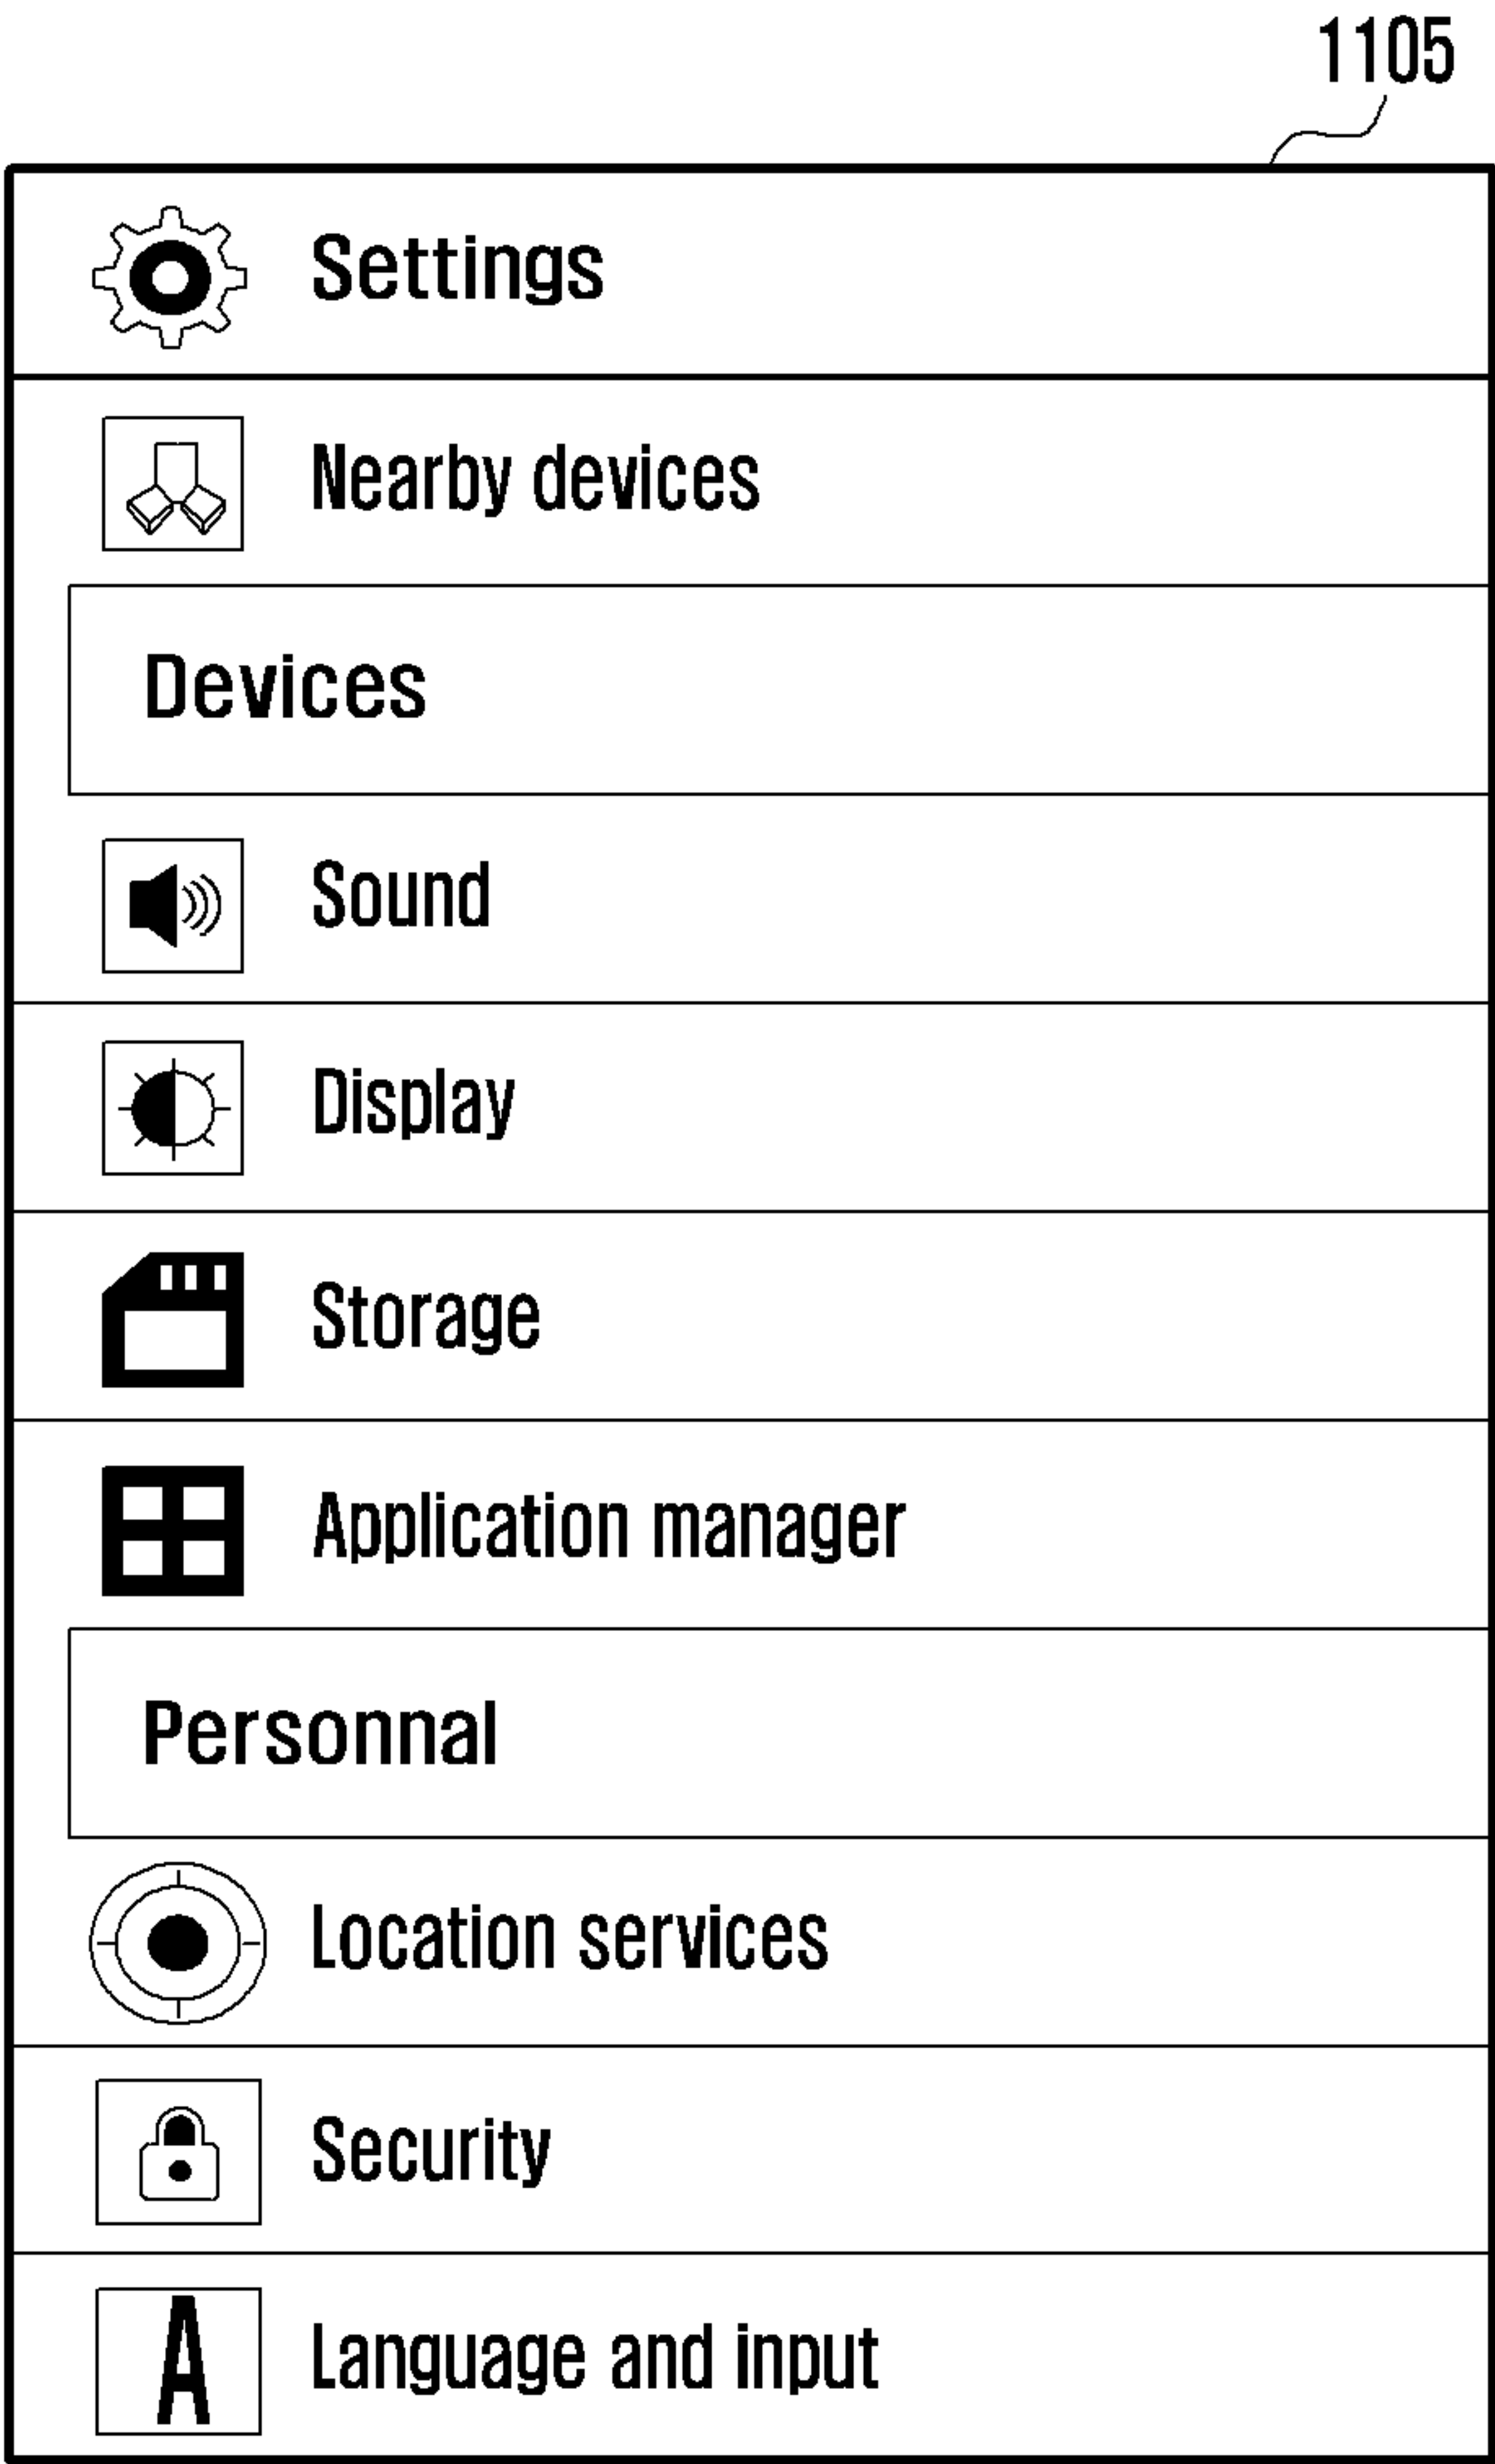 1105
Settings
Nearby devices
Devices
Sound
Display
Storage
Application manager
Personnal
Location services
Security
A
Language and input